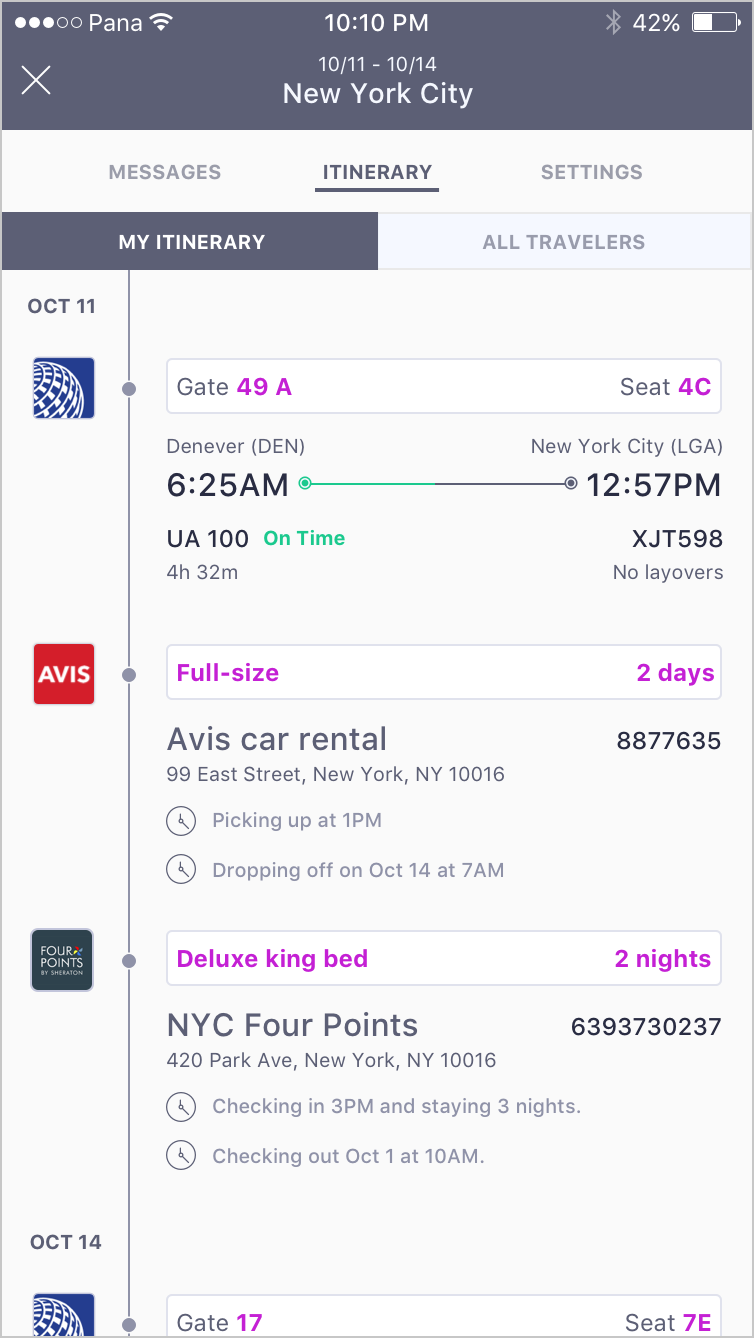 Pana 10:10 PM 42%
10/11 - 10/14
New York City
MESSAGES ITINERARY SETTINGS
MY ITINERARY ALL TRAVELERS
OCT 11
Gate 49 A Seat 4C
Denever (DEN) New York City (LGA)
6:25AM 12:57PM
UA 100 On Time XJT598
4h 32m No layovers
AVIS Full-size 2 days
Avis car rental 8877635
99 East Street, New York, NY 10016
Picking up at 1PM
Dropping off on Oct 14 at 7AM
FOUR
POINTS
BY SHERATON
Deluxe king bed 2 nights
NYC Four Points 6393730237
420 Park Ave, New York, NY 10016
Checking in 3PM and staying 3 nights.
Checking out Oct 1 at 10AM.
OCT 14
Gate 17 Seat 7E